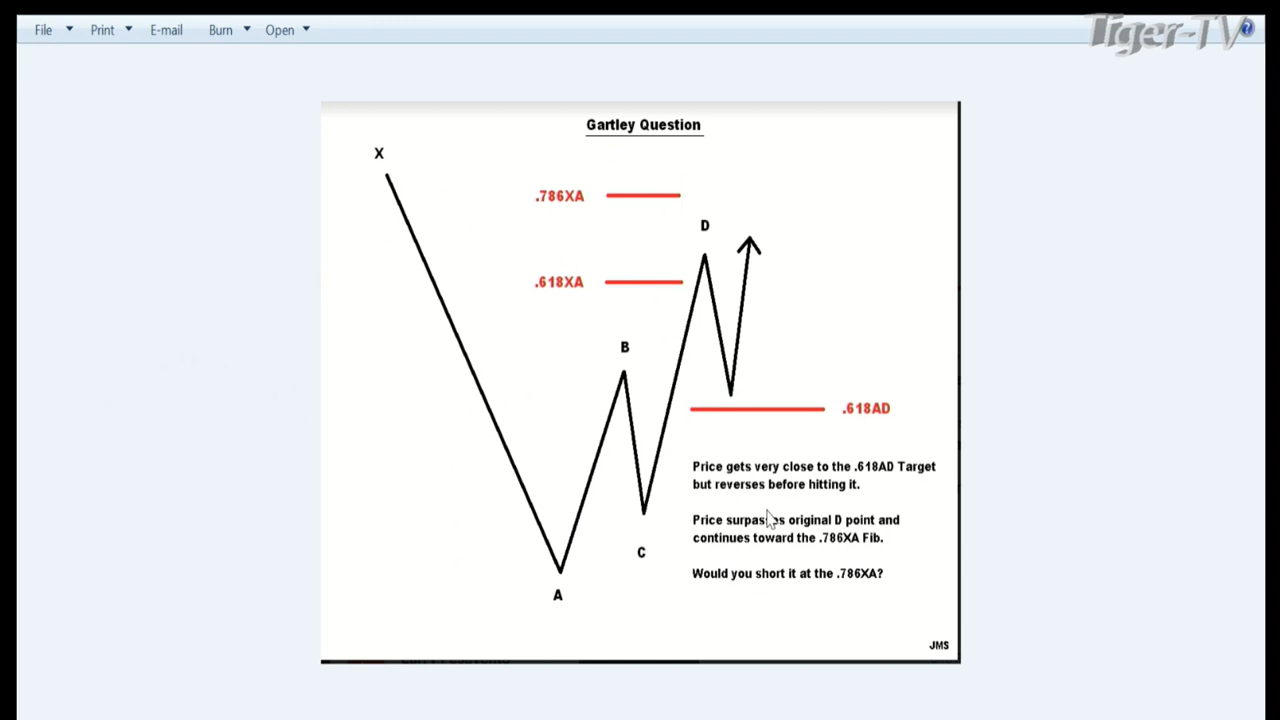 File Print E-mail Burn Open
Tiger-TV
Gartley Question
X
.786XA
D
.618XA
B
.618AD
Price gets very close to the .618AD Target
but reverses before hitting it.
Price surpasses original D point and
continues toward the .786XA Fib.
C
Would you short it at the .786XA?
A
JMS